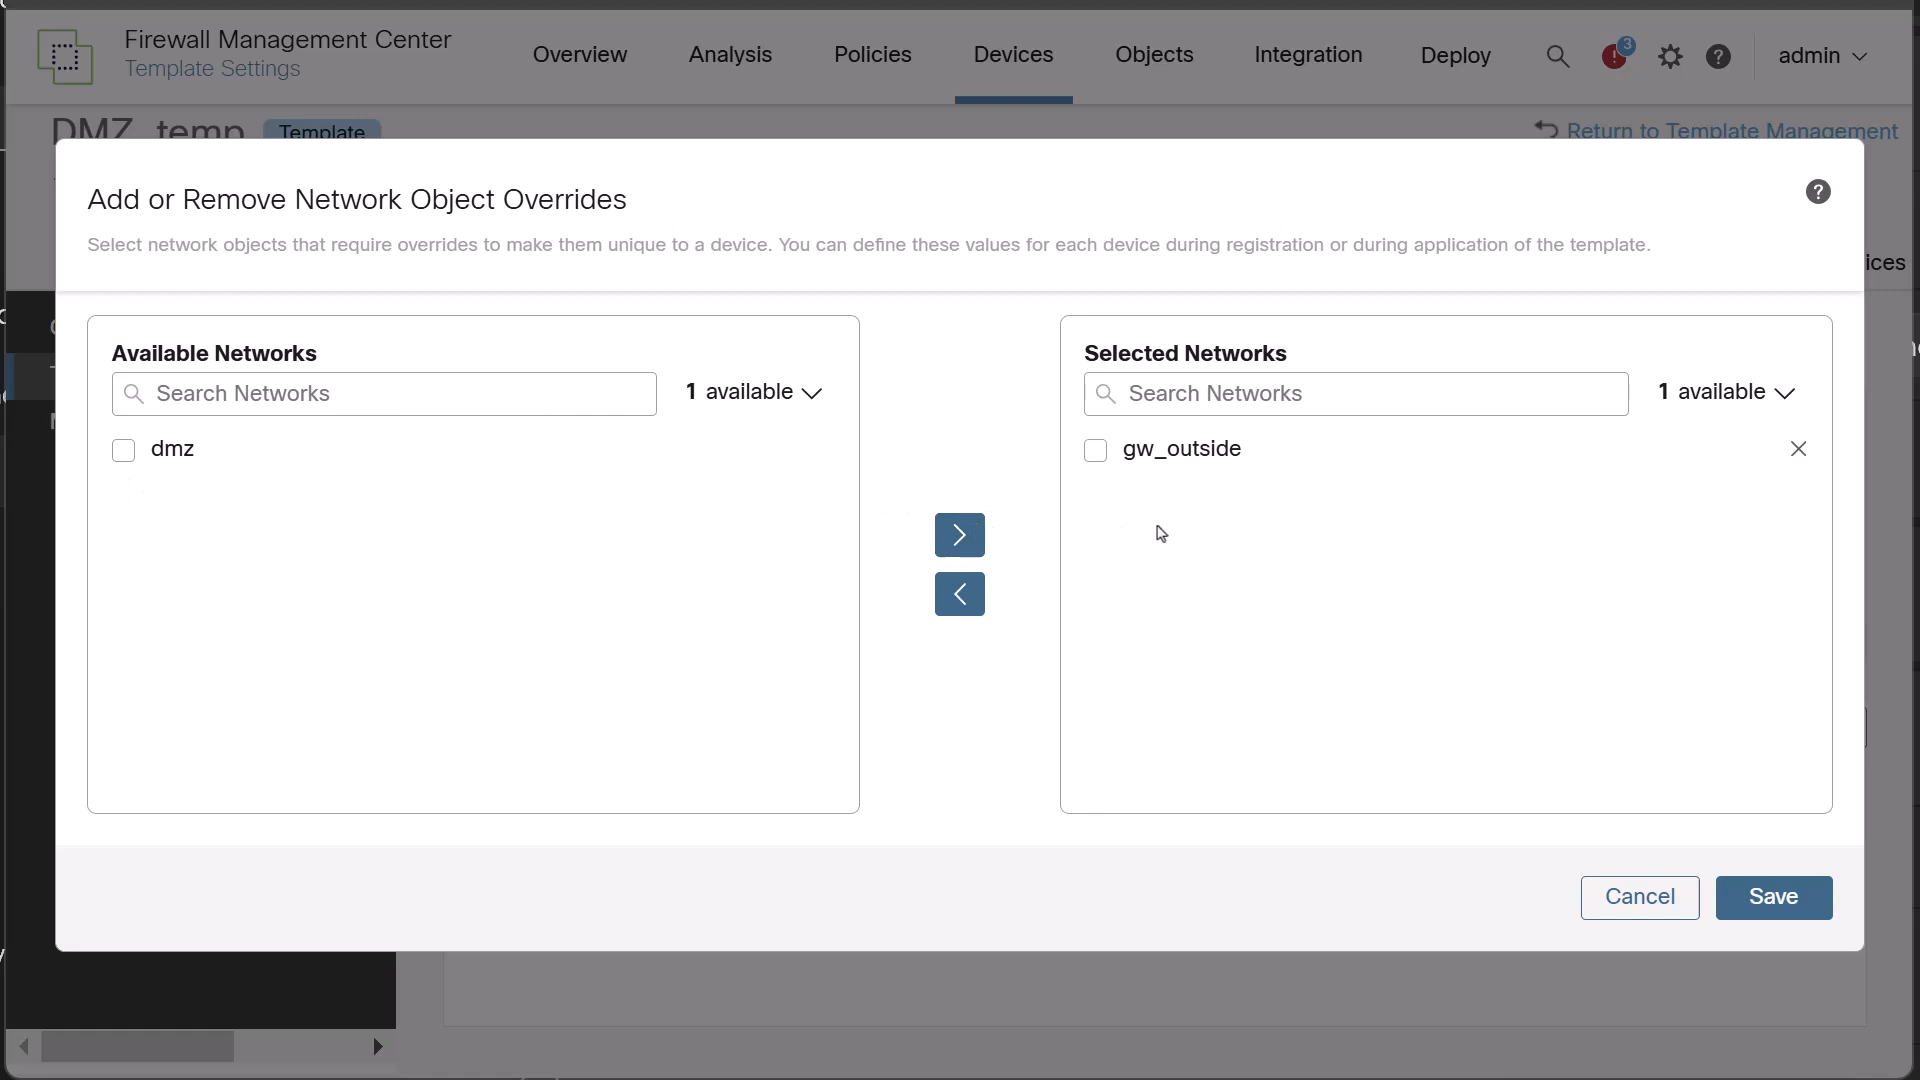 Firewall Management Center
Template Settings
Overview
Analysis
Policies
Devices
Objects
Integration
Deploy
3
admin
DMZ_temp
Template
Return to Template Management
Add or Remove Network Object Overrides
Select network objects that require overrides to make them unique to a device. You can define these values for each device during registration or during application of the template.
ices
Available Networks
Search Networks
1 available
dmz
Selected Networks
Search Networks
1 available
gw_outside
Cancel
Save